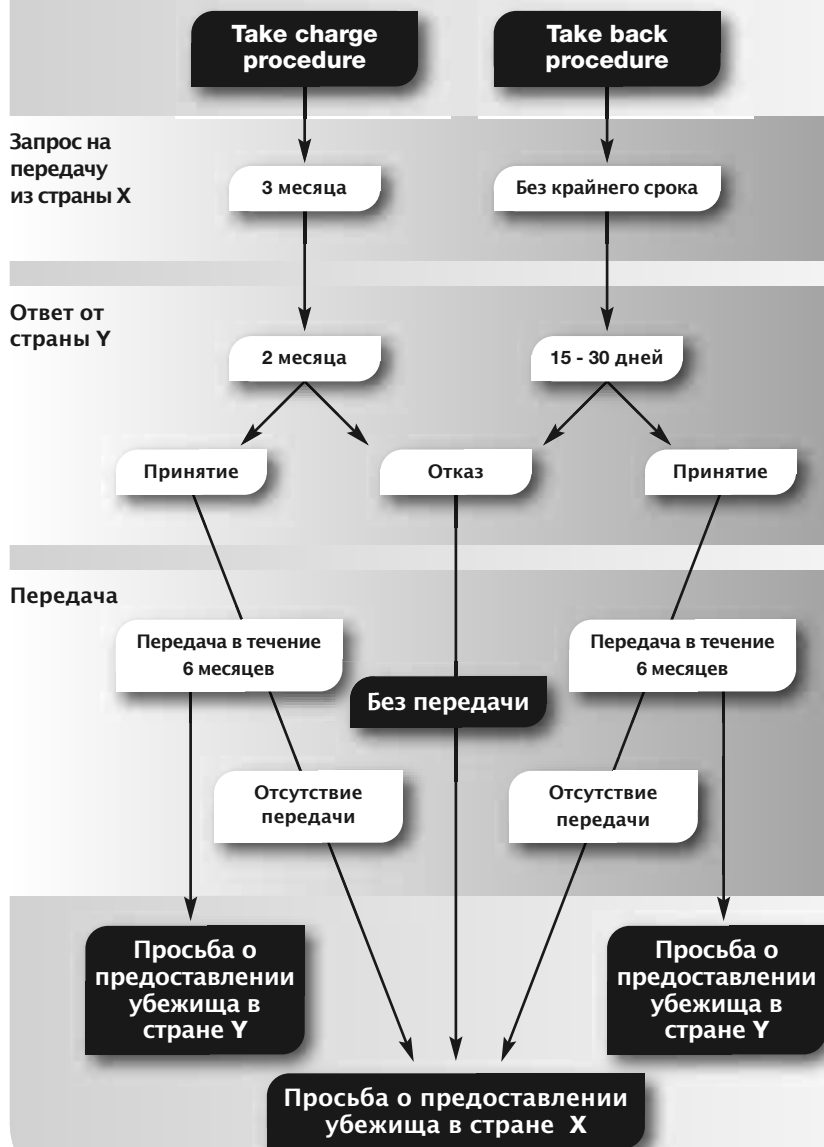 Take charge
procedure
Take back
procedure
Запрос на
передачу
из страны X
3 месяца
Без крайнего срока
Ответ от
страны Y
2 месяца
15 - 30 дней
Принятие
Отказ
Принятие
Передача
Передача в течение
6 месяцев
Передача в течение
6 месяцев
Без передачи
Отсутствие
передачи
Отсутствие
передачи
Просьба о
предоставлении
убежища в
стране Y
Просьба о
предоставлении
убежища в
стране Y
Просьба о предоставлении
убежища в стране X